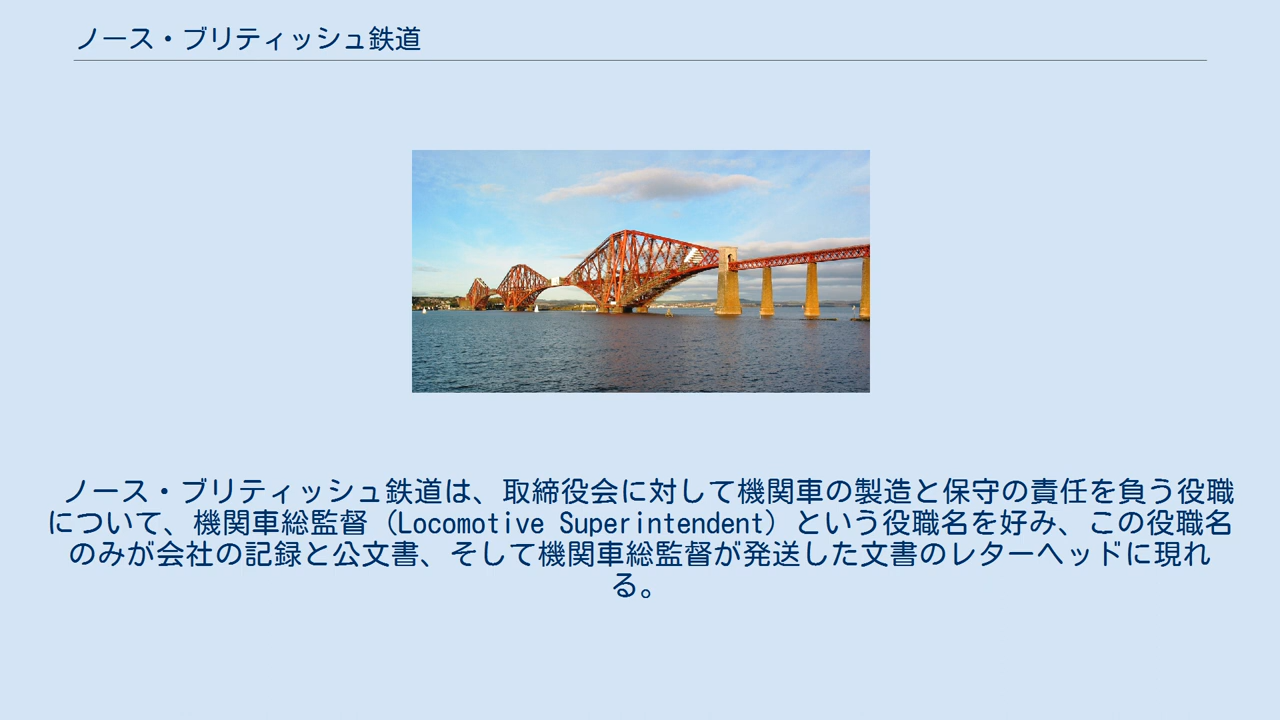 ノース・ブリティッシュ鉄道
ノース・ブリティッシュ鉄道は、取締役会に対して機関車の製造と保守の責任を負う役職
について、機関車総監督（Locomotive Superintendent）という役職名を好み、この役職名
のみが会社の記録と公文書、そして機関車総監督が発送した文書のレターヘッドに現れ
る。